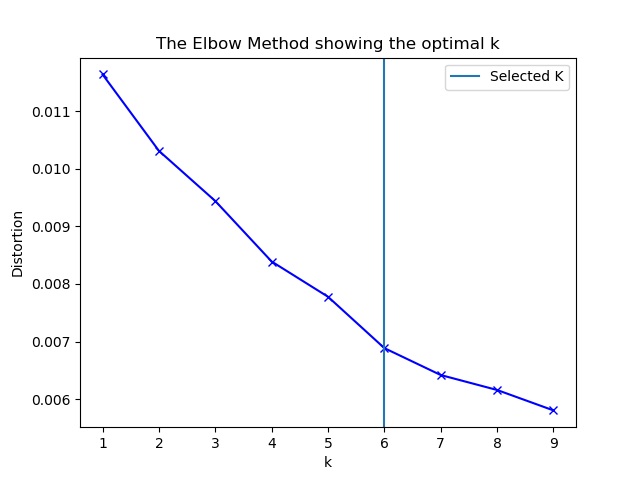 The Elbow Method showing the optimal k
Selected K
0.011
0.010
0.009
0.008
0.007
0.006
Distortion
1 2 3 4 5 6 7 8 9
k